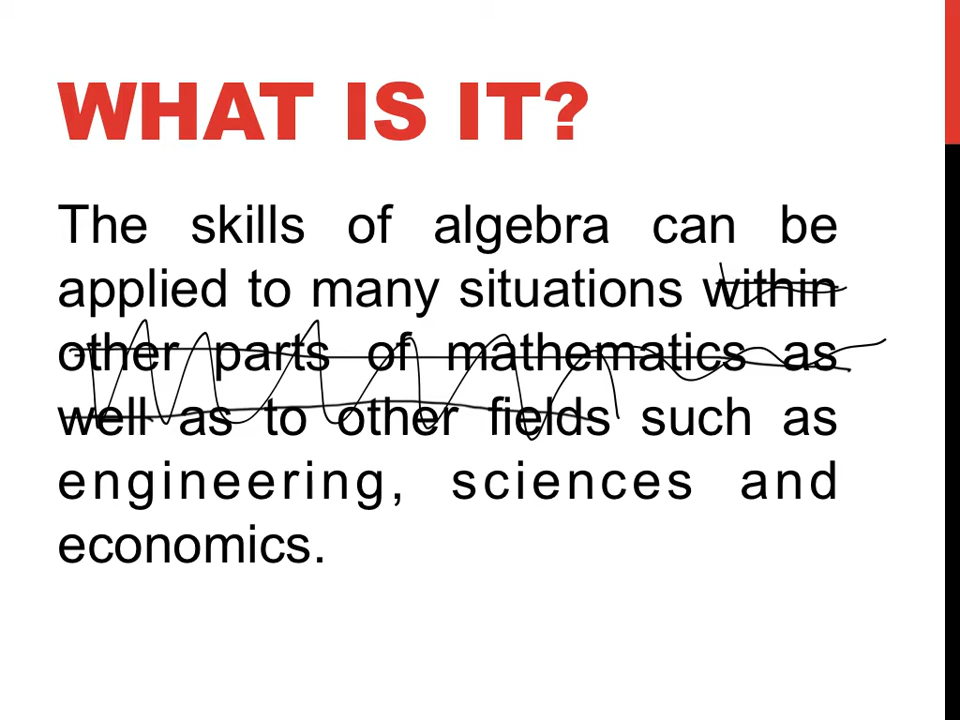 WHAT IS IT?
The skills of algebra can be
applied to many situations within
other parts of mathematics as
well as to other fields such as
engineering, sciences and
economics.